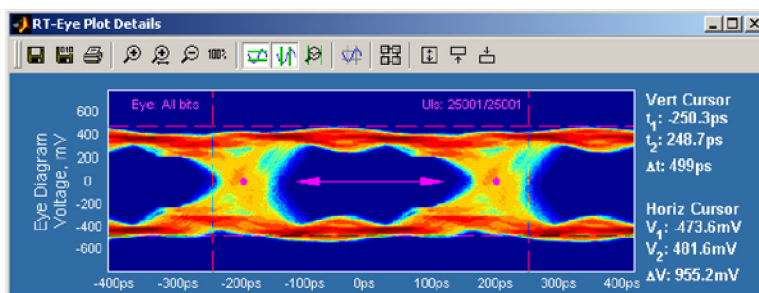 RT-Eye Plot Details
100%
Eye: All bits
UIs: 25001/25001
Eye Diagram
Voltage, mV
600
400
200
0
-200
-400
-600
-400ps -300ps -200ps -100ps 0ps 100ps 200ps 300ps 400ps
Vert Cursor
t1: -250.3ps
t2: 248.7ps
Δt: 499ps
Horiz Cursor
V1: -473.6mV
V2: 481.6mV
ΔV: 955.2mV